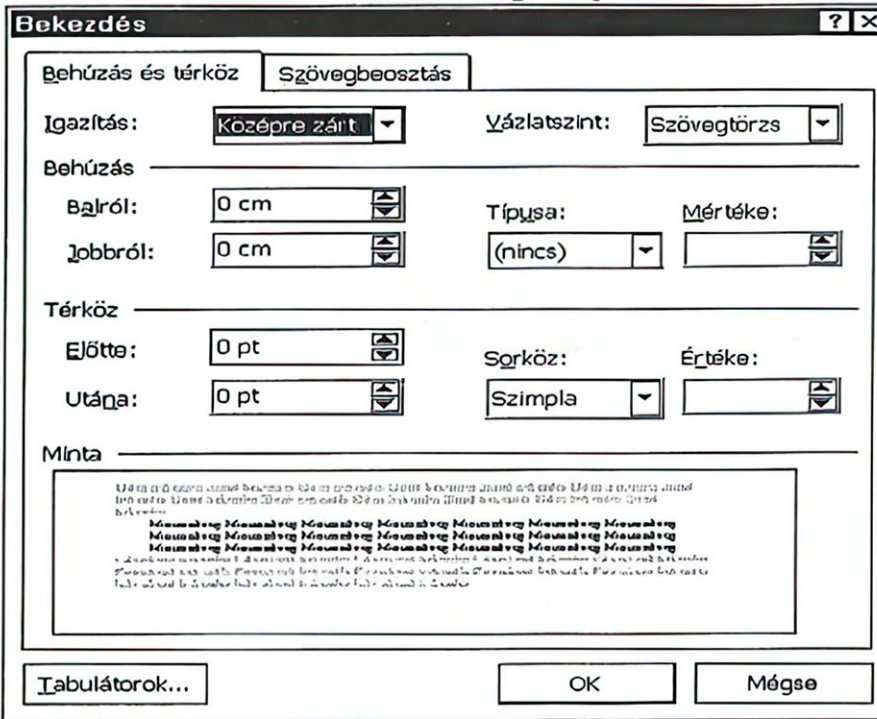 Bekezdés
Behúzás és térköz
Szövegbeosztás
Igazítás:
Középre zárt
Vázlatszint:
Szövegtörzs
Behúzás
Balról:
0 cm
Jobbról:
0 cm
Típusa:
Mértéke:
(nincs)
Térköz
Előtte:
0 pt
Utána:
0 pt
Sorköz:
Értéke:
Szimpla
Minta
Tabulátorok...
OK
Mégse